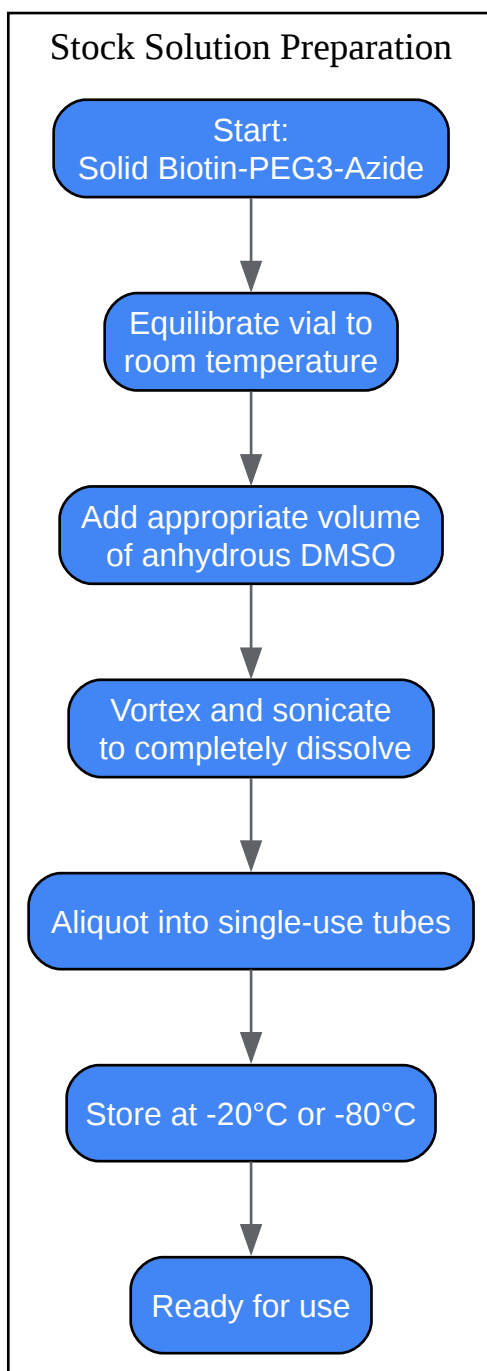 Stock Solution Preparation
Start:
Solid Biotin-PEG3-Azide
Equilibrate vial to
room temperature
Add appropriate volume
of anhydrous DMSO
Vortex and sonicate
to completely dissolve
Aliquot into single-use tubes
Store at -20°C or -80°C
Ready for use